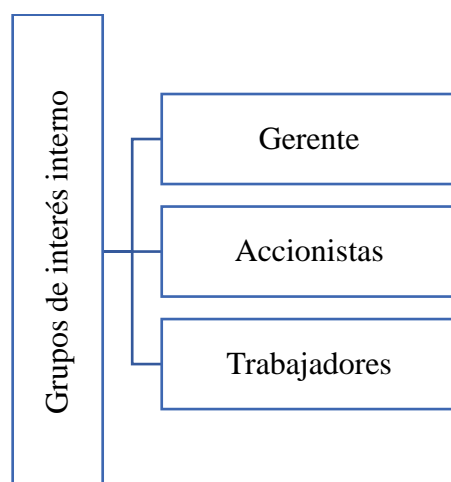 Grupos de interés interno
Gerente
Accionistas
Trabajadores